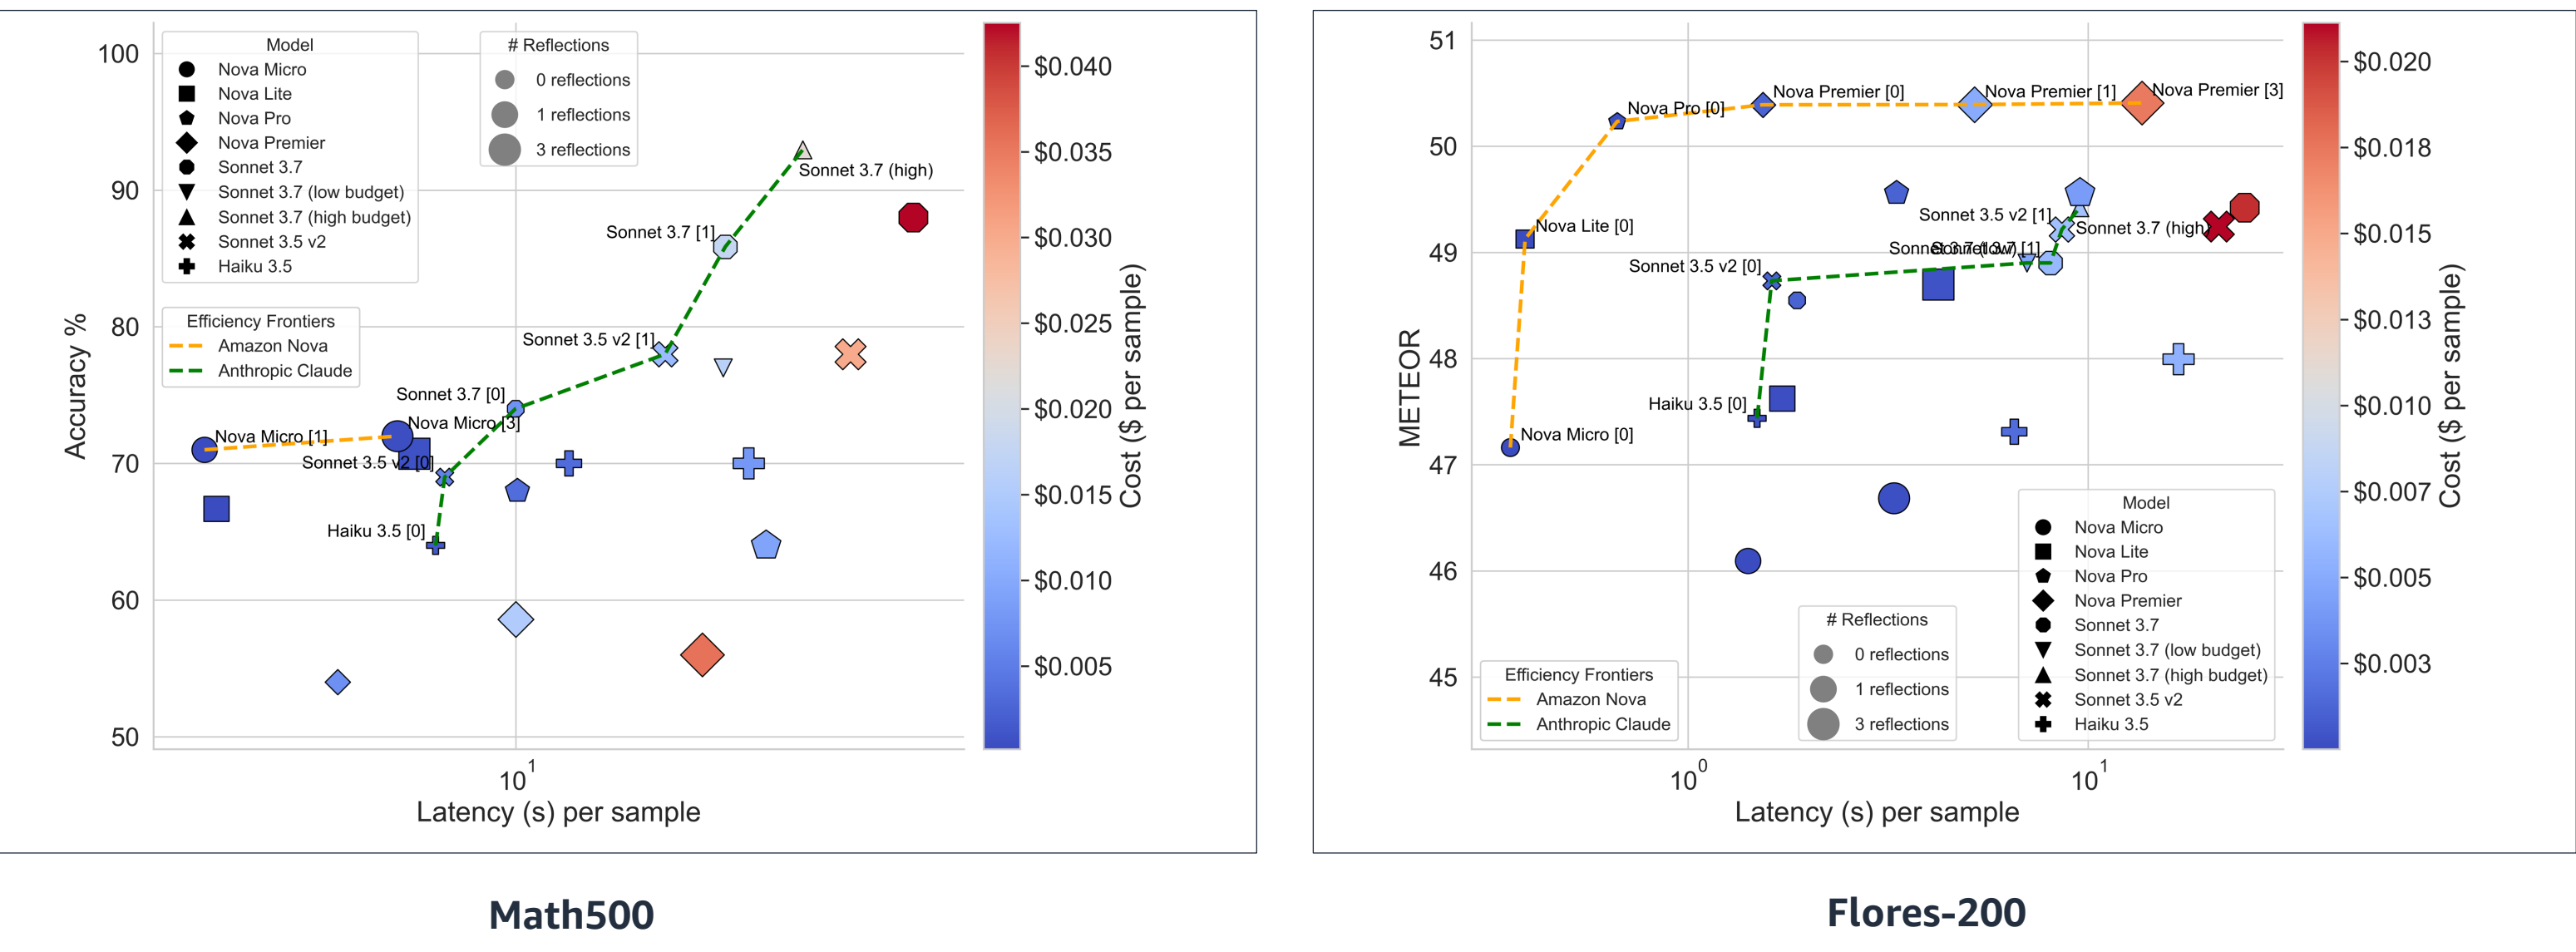 Model
Nova Micro
Nova Lite
Nova Pro
Nova Premier
Sonnet 3.7
Sonnet 3.7 (low budget)
Sonnet 3.7 (high budget)
Sonnet 3.5 v2
Haiku 3.5
# Reflections
0 reflections
1 reflections
3 reflections
Efficiency Frontiers
Amazon Nova
Anthropic Claude
100
90
80
70
60
50
Accuracy %
10^1
Latency (s) per sample
Sonnet 3.7 (high)
Sonnet 3.7 [1]
Sonnet 3.5 v2 [1]
Sonnet 3.7 [0]
Nova Micro [3]
Nova Micro [1]
Sonnet 3.5 v2 [0]
Haiku 3.5 [0]
$0.040
$0.035
$0.030
$0.025
$0.020
$0.015
$0.010
$0.005
Cost ($ per sample)
Math500
51
50
49
48
47
46
45
METEOR
10^0
10^1
Latency (s) per sample
Nova Premier [3]
Nova Premier [0]
Nova Premier [1]
Nova Pro [0]
Nova Lite [0]
Sonnet 3.5 v2 [1]
Sonnet 3.7 (high
Sonnet 3.5 v2 [0]
Haiku 3.5 [0]
Nova Micro [0]
Model
Nova Micro
Nova Lite
Nova Pro
Nova Premier
Sonnet 3.7
Sonnet 3.7 (low budget)
Sonnet 3.7 (high budget)
Sonnet 3.5 v2
Haiku 3.5
# Reflections
0 reflections
1 reflections
3 reflections
Efficiency Frontiers
Amazon Nova
Anthropic Claude
$0.020
$0.018
$0.015
$0.013
$0.010
$0.007
$0.005
$0.003
Cost ($ per sample)
Flores-200